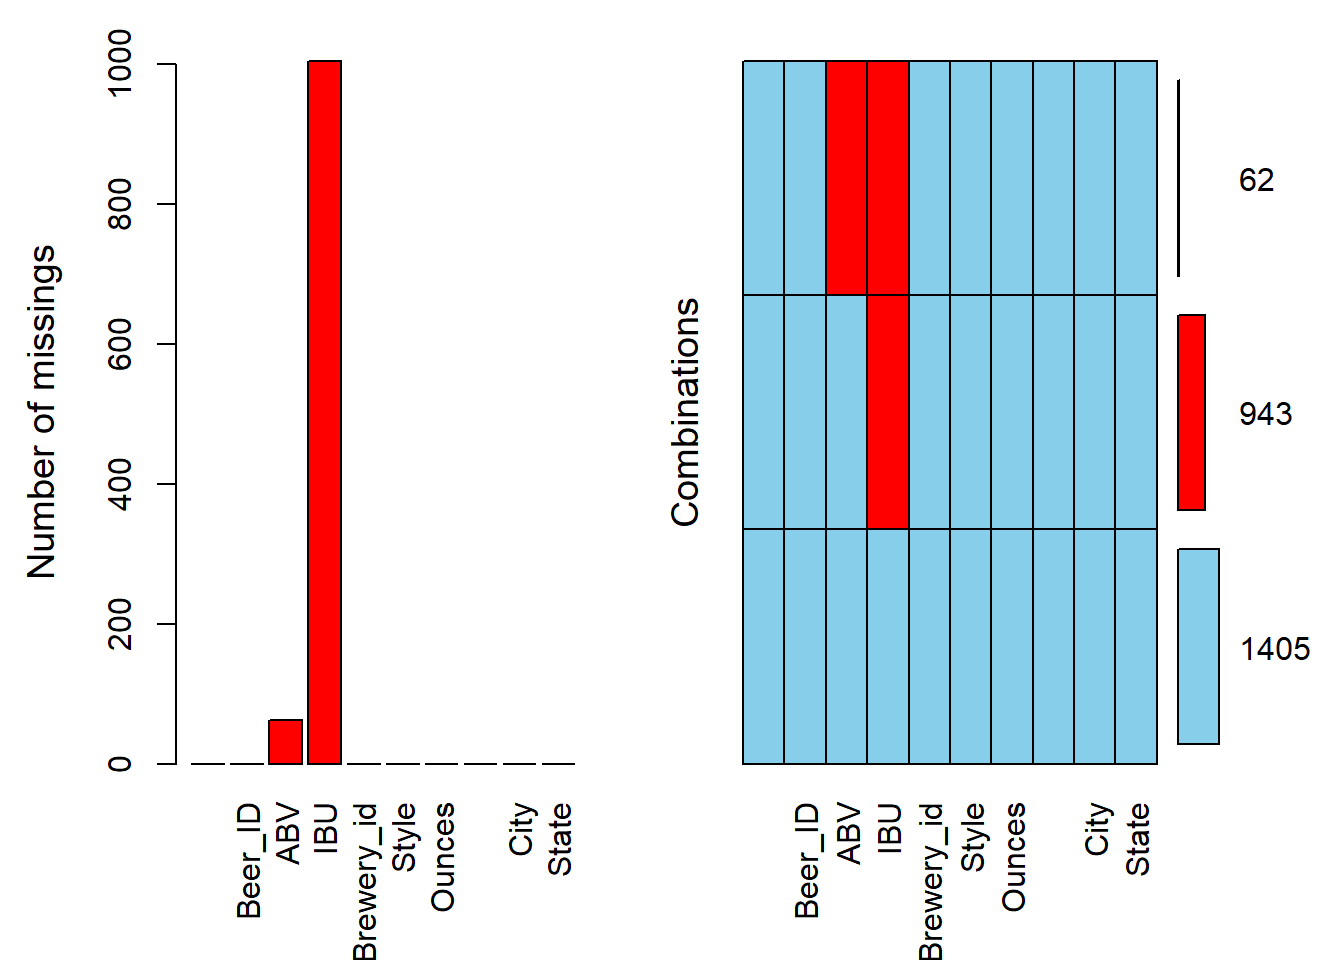 Number of missings
0
200
400
600
800
1000
Beer_ID
ABV
IBU
Brewery_id
Style
Ounces
City
State
Combinations
Beer_ID
ABV
IBU
Brewery_id
Style
Ounces
City
State
62
943
1405